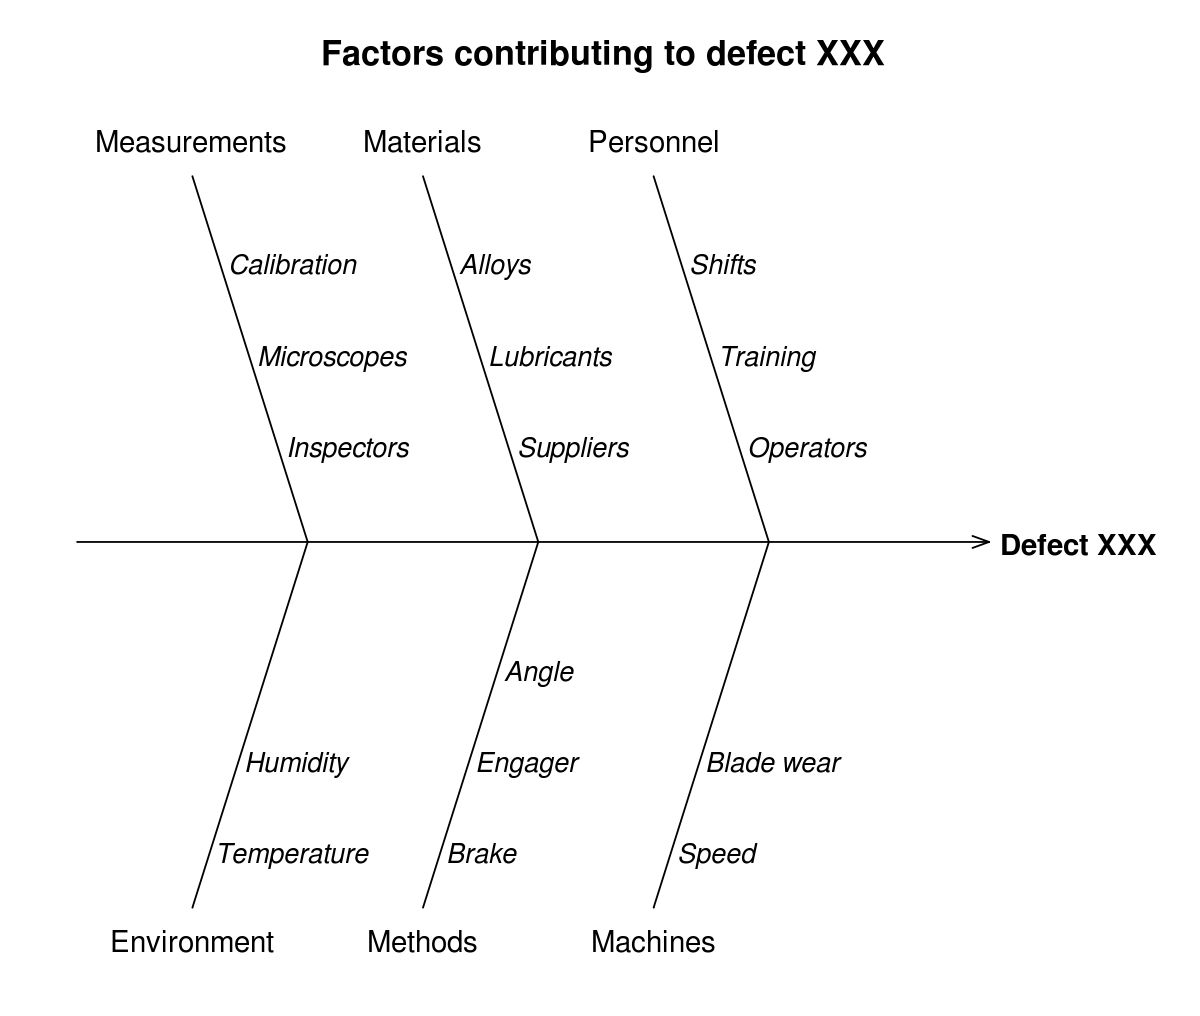 Factors contributing to defect XXX
Measurements
Materials
Personnel
Calibration
Alloys
Shifts
Microscopes
Lubricants
Training
Inspectors
Suppliers
Operators
Defect XXX
Angle
Humidity
Engager
Blade wear
Temperature
Brake
Speed
Environment
Methods
Machines